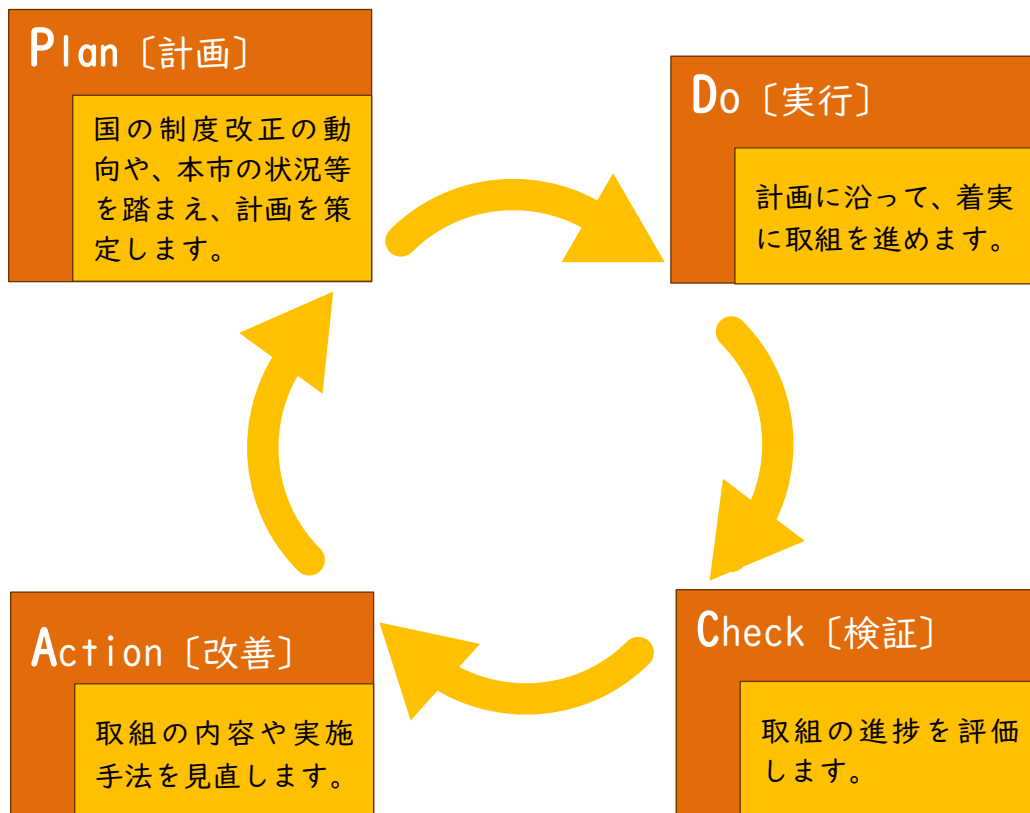 Plan〔計画〕
国の制度改正の動
向や、本市の状況等
を踏まえ、計画を策
定します。
Do〔実行〕
計画に沿って、着実
に取組を進めます。
Check〔検証〕
取組の進捗を評価
します。
Action〔改善〕
取組の内容や実施
手法を見直します。